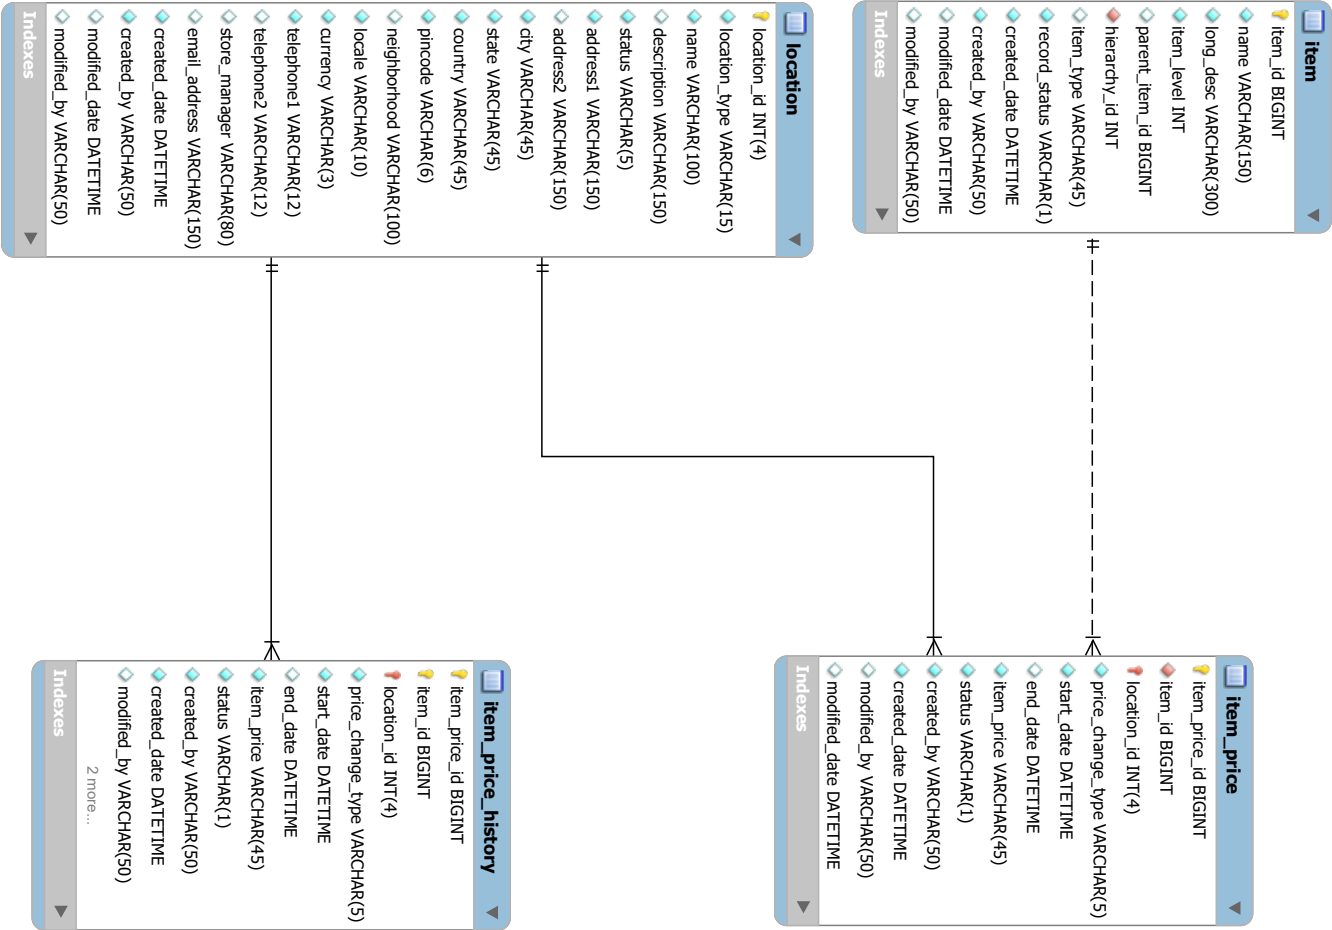 item
item_id BIGINT
name VARCHAR(150)
long_desc VARCHAR(300)
item_level INT
parent_item_id BIGINT
hierarchy_id INT
item_type VARCHAR(45)
record_status VARCHAR(1)
created_date DATETIME
created_by VARCHAR(50)
modified_date DATETIME
modified_by VARCHAR(50)
Indexes
location
location_id INT(4)
location_type VARCHAR(15)
name VARCHAR(100)
description VARCHAR(150)
status VARCHAR(5)
address1 VARCHAR(150)
address2 VARCHAR(150)
city VARCHAR(45)
state VARCHAR(45)
country VARCHAR(45)
pincode VARCHAR(6)
neighborhood VARCHAR(100)
locale VARCHAR(10)
currency VARCHAR(3)
telephone1 VARCHAR(12)
telephone2 VARCHAR(12)
store_manager VARCHAR(80)
email_address VARCHAR(150)
created_date DATETIME
created_by VARCHAR(50)
modified_date DATETIME
modified_by VARCHAR(50)
Indexes
item_price
item_price_id BIGINT
item_id BIGINT
location_id INT(4)
price_change_type VARCHAR(5)
start_date DATETIME
end_date DATETIME
item_price VARCHAR(45)
status VARCHAR(1)
created_by VARCHAR(50)
created_date DATETIME
modified_by VARCHAR(50)
modified_date DATETIME
Indexes
item_price_history
item_price_id BIGINT
item_id BIGINT
location_id INT(4)
price_change_type VARCHAR(5)
start_date DATETIME
end_date DATETIME
item_price VARCHAR(45)
status VARCHAR(1)
created_by VARCHAR(50)
created_date DATETIME
modified_by VARCHAR(50)
2 more...
Indexes